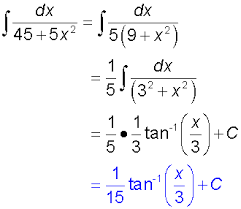 ∫ dx/(45+5x²) = ∫ dx/(5(9+x²))
= 1/5 ∫ dx/(3²+x²)
= 1/5 • 1/3 tan⁻¹(x/3)+C
= 1/15 tan⁻¹(x/3)+C